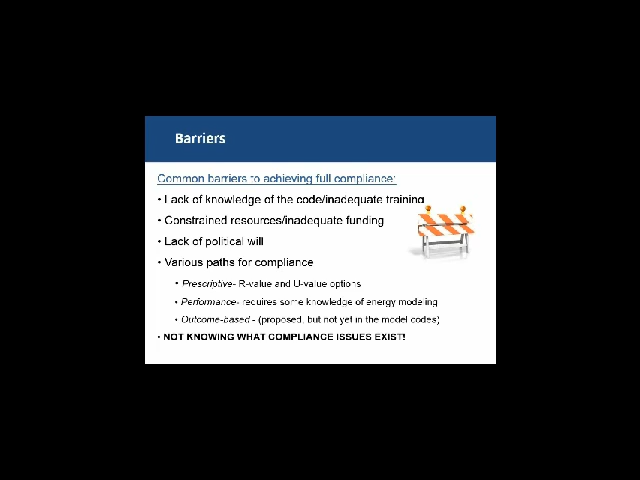 Barriers
Common barriers to achieving full compliance:
• Lack of knowledge of the code/inadequate training
• Constrained resources/inadequate funding
• Lack of political will
• Various paths for compliance
• Prescriptive- R-value and U-value options
• Performance- requires some knowledge of energy modeling
• Outcome-based - (proposed, but not yet in the model codes)
• NOT KNOWING WHAT COMPLIANCE ISSUES EXIST!